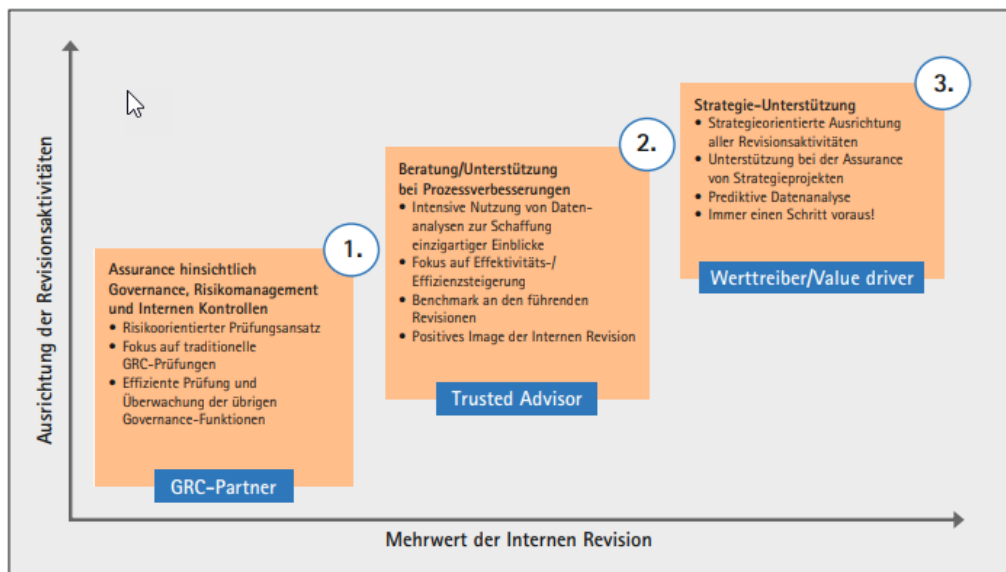 Ausrichtung der Revisionsaktivitäten
1.
Assurance hinsichtlich
Governance, Risikomanagement
und Internen Kontrollen
• Risikoorientierter Prüfungsansatz
• Fokus auf traditionelle
GRC-Prüfungen
• Effiziente Prüfung und
Überwachung der übrigen
Governance-Funktionen
GRC-Partner
2.
Beratung/Unterstützung
bei Prozessverbesserungen
• Intensive Nutzung von Daten-
analysen zur Schaffung
einzigartiger Einblicke
• Fokus auf Effektivitäts-/
Effizienzsteigerung
• Benchmark an den führenden
Revisionen
• Positives Image der Internen Revision
Trusted Advisor
3.
Strategie-Unterstützung
• Strategieorientierte Ausrichtung
aller Revisionsaktivitäten
• Unterstützung bei der Assurance
von Strategieprojekten
• Prediktive Datenanalyse
• Immer einen Schritt voraus!
Werttreiber/Value driver
Mehrwert der Internen Revision